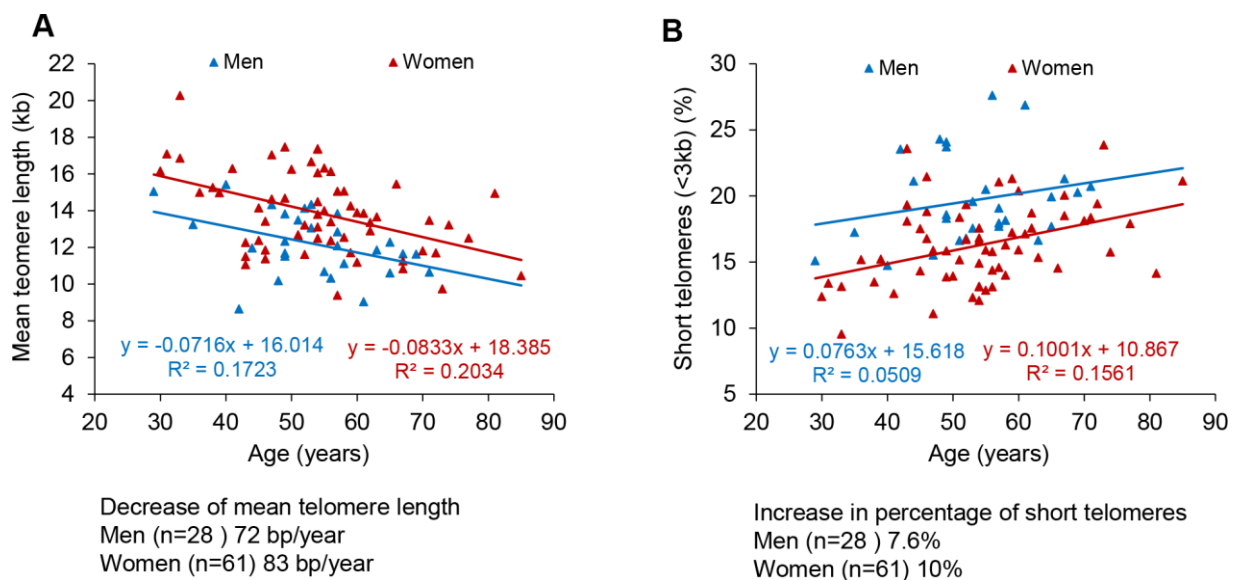 A
Men
Women
22
20
18
16
14
12
10
8
6
4
Mean teomere length (kb)
y = -0.0716x + 16.014
R² = 0.1723
y = -0.0833x + 18.385
R² = 0.2034
20 30 40 50 60 70 80 90
Age (years)
Decrease of mean telomere length
Men (n=28 ) 72 bp/year
Women (n=61) 83 bp/year
B
Men
Women
30
25
20
15
10
5
Short telomeres (<3kb) (%)
y = 0.0763x + 15.618
R² = 0.0509
y = 0.1001x + 10.867
R² = 0.1561
20 30 40 50 60 70 80 90
Age (years)
Increase in percentage of short telomeres
Men (n=28 ) 7.6%
Women (n=61) 10%